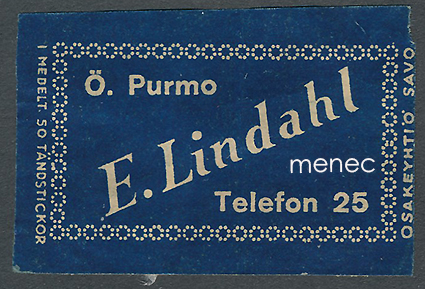 I MEDELT 50 TÄNDSTICKOR
Ö. Purmo
E. Lindahl
menec
Telefon 25
OSAKEYHTIÖ SAVO